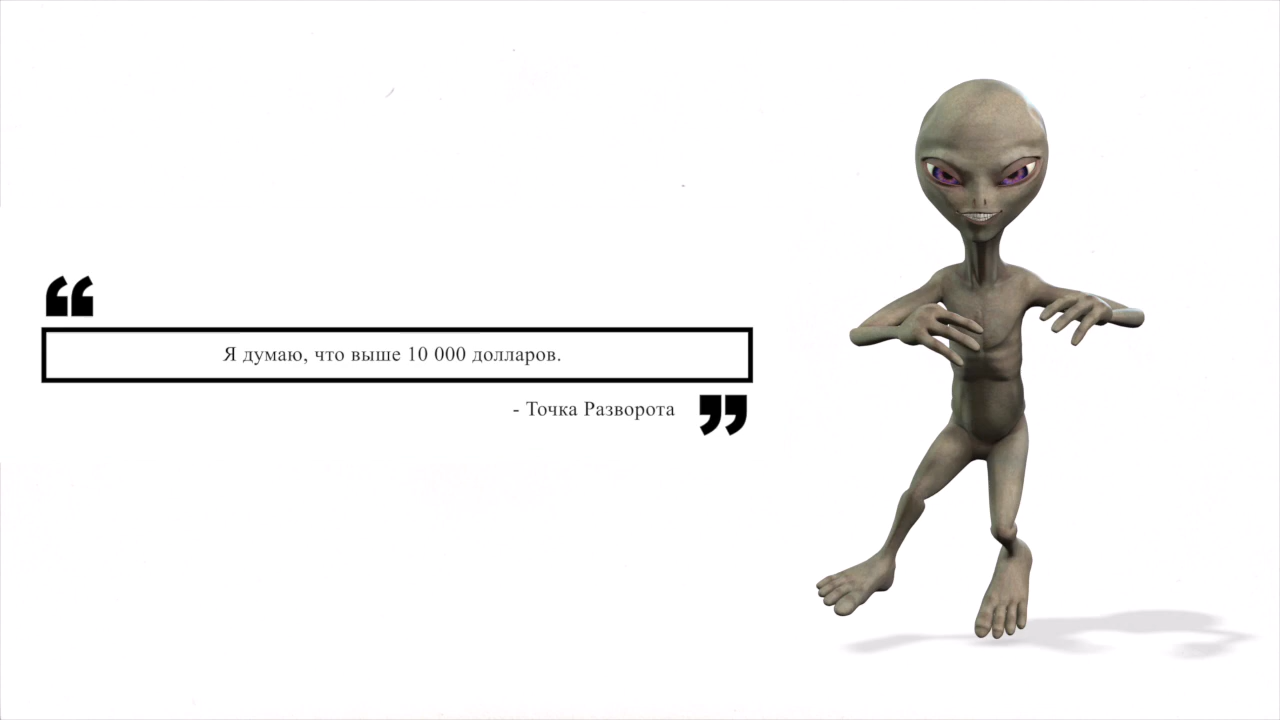 Я думаю, что выше 10 000 долларов.
- Точка Разворота